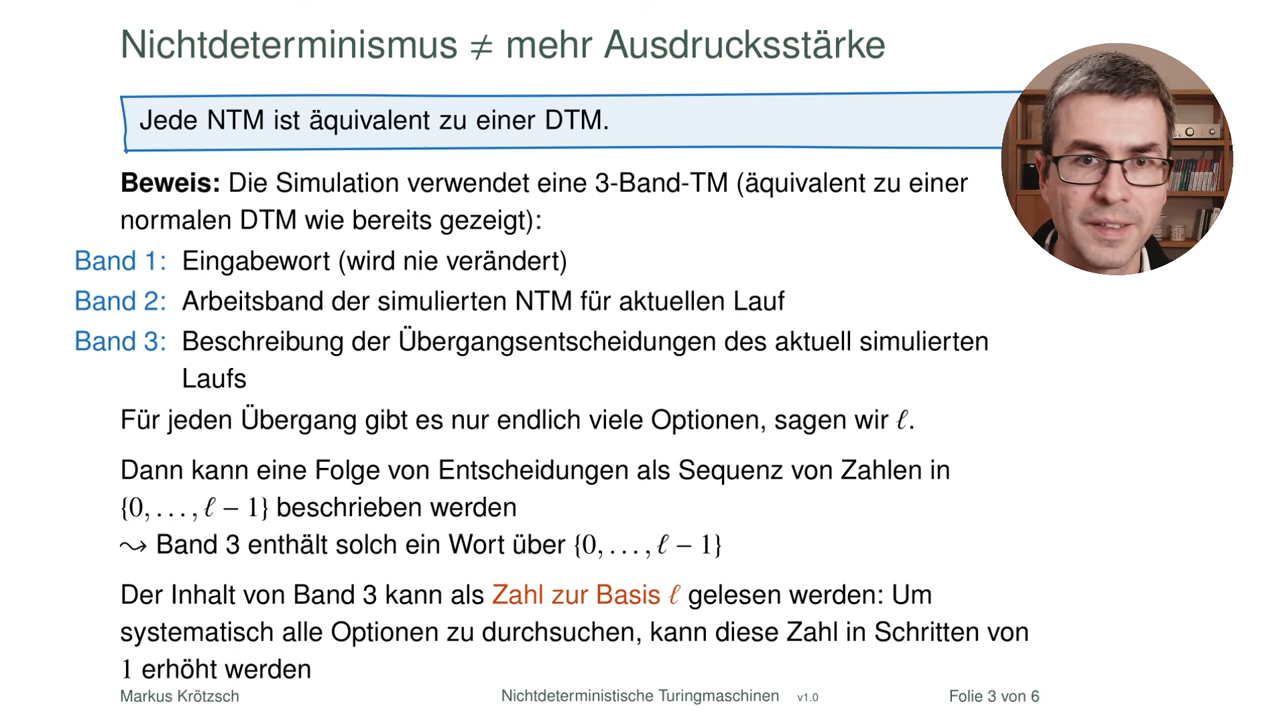 Nichtdeterminismus ≠ mehr Ausdrucksstärke
Jede NTM ist äquivalent zu einer DTM.
Beweis: Die Simulation verwendet eine 3-Band-TM (äquivalent zu einer
normalen DTM wie bereits gezeigt):
Band 1: Eingabewort (wird nie verändert)
Band 2: Arbeitsband der simulierten NTM für aktuellen Lauf
Band 3: Beschreibung der Übergangsentscheidungen des aktuell simulierten
Laufs
Für jeden Übergang gibt es nur endlich viele Optionen, sagen wir ℓ.
Dann kann eine Folge von Entscheidungen als Sequenz von Zahlen in
{0, . . . , ℓ − 1} beschrieben werden
⤳ Band 3 enthält solch ein Wort über {0, . . . , ℓ − 1}
Der Inhalt von Band 3 kann als Zahl zur Basis ℓ gelesen werden: Um
systematisch alle Optionen zu durchsuchen, kann diese Zahl in Schritten von
1 erhöht werden
Markus Krötzsch Nichtdeterministische Turingmaschinen v1.0 Folie 3 von 6